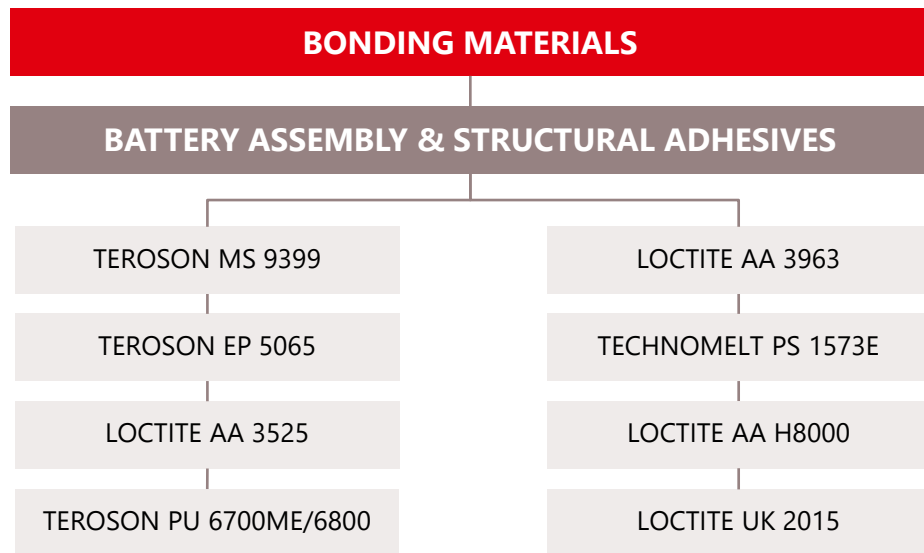 BONDING MATERIALS
BATTERY ASSEMBLY & STRUCTURAL ADHESIVES
TEROSON MS 9399
TEROSON EP 5065
LOCTITE AA 3525
TEROSON PU 6700ME/6800
LOCTITE AA 3963
TECHNOMELT PS 1573E
LOCTITE AA H8000
LOCTITE UK 2015